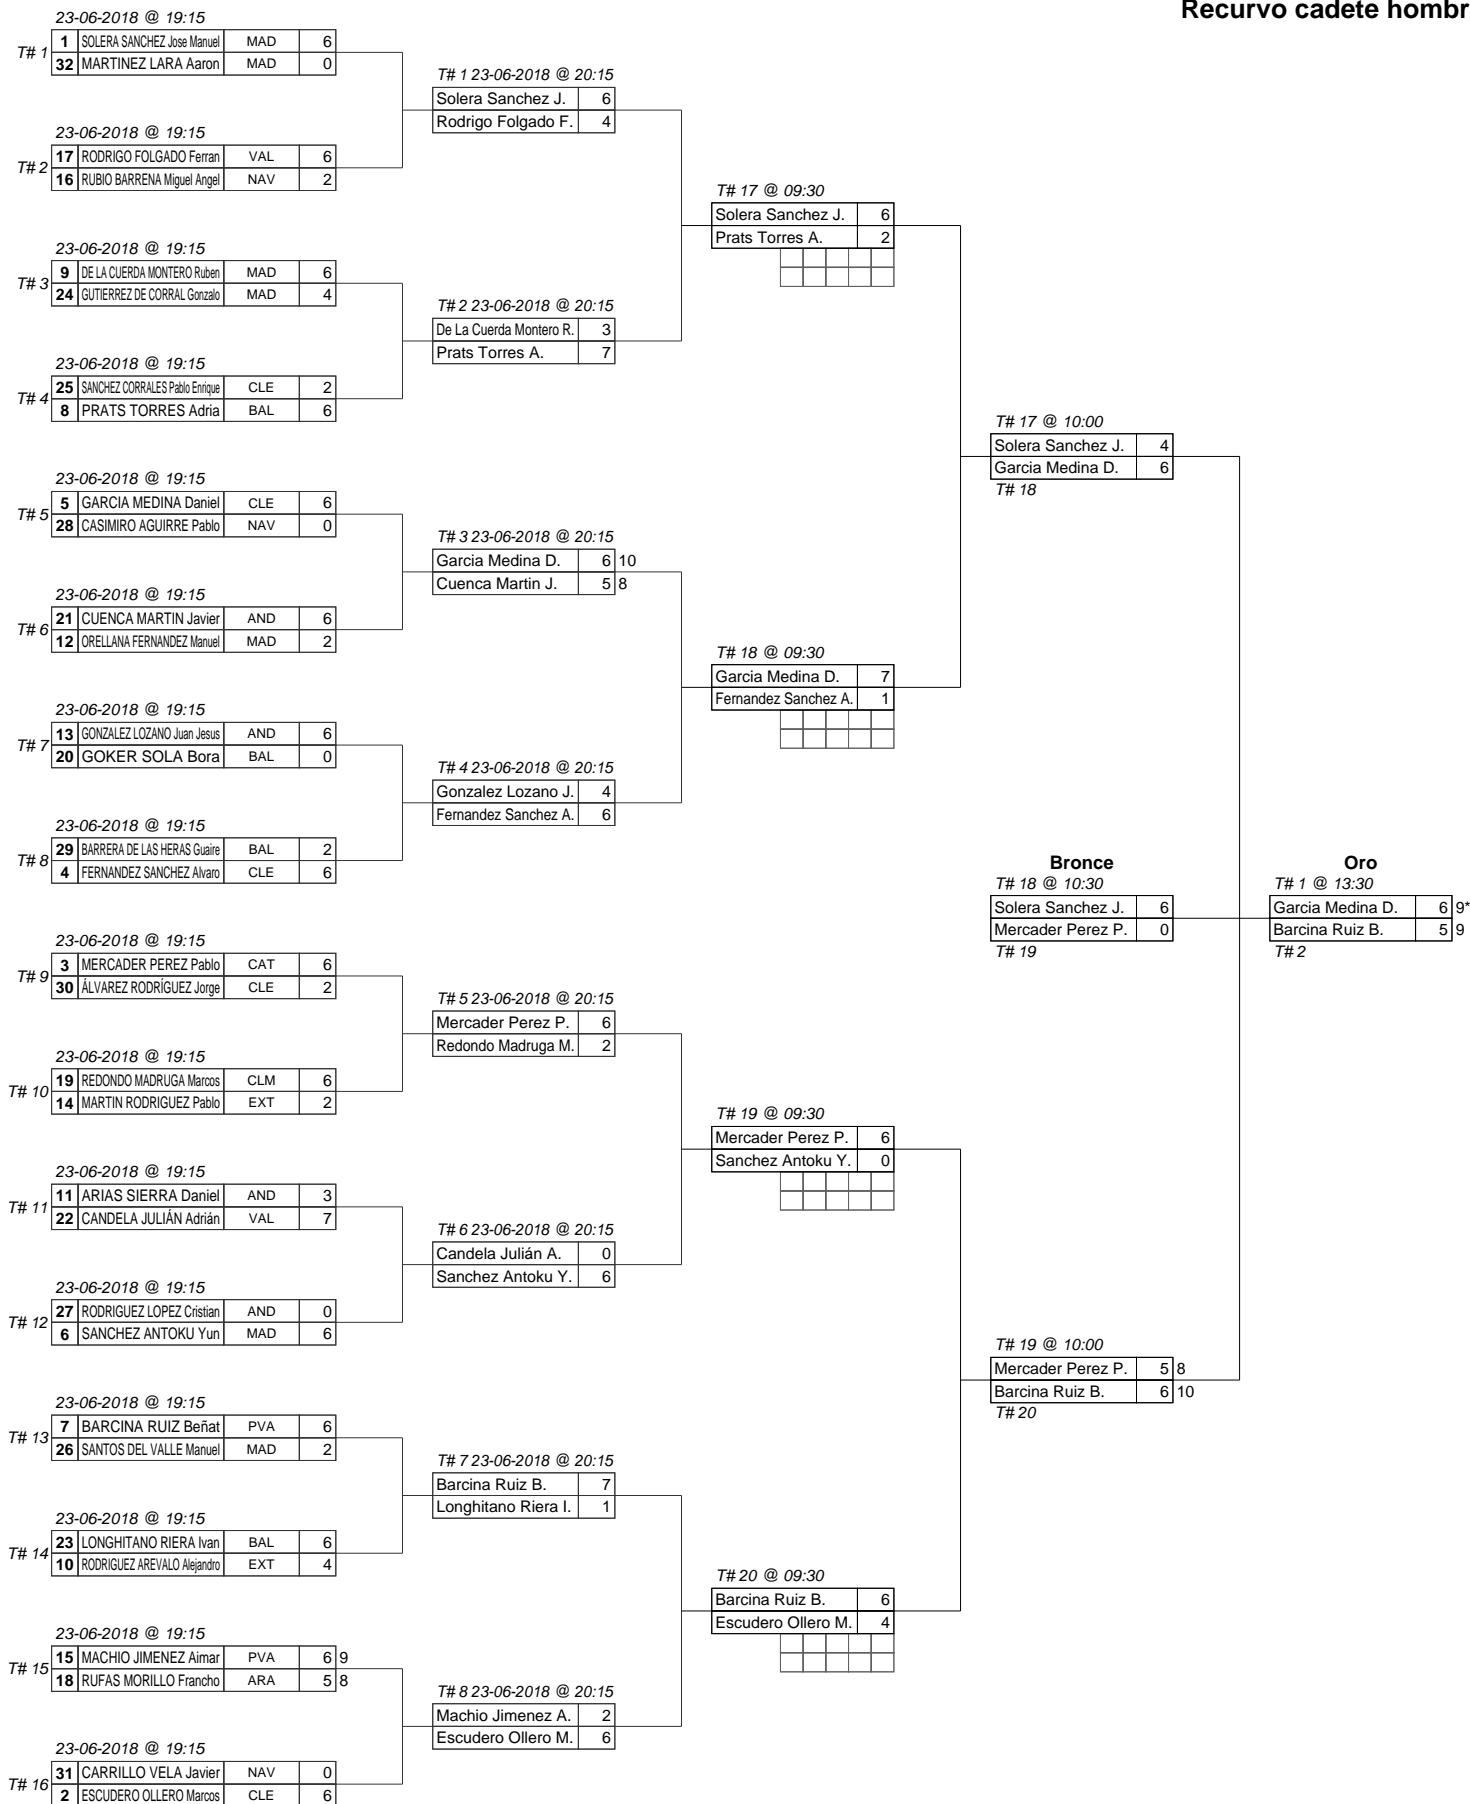 Recurvo cadete hombr
23-06-2018 @ 19:15
T# 1
1 SOLERA SANCHEZ Jose Manuel MAD 6
32 MARTINEZ LARA Aaron MAD 0
23-06-2018 @ 19:15
T# 2
17 RODRIGO FOLGADO Ferran VAL 6
16 RUBIO BARRENA Miguel Angel NAV 2
23-06-2018 @ 19:15
T# 3
9 DE LA CUERDA MONTERO Ruben MAD 6
24 GUTIERREZ DE CORRAL Gonzalo MAD 4
23-06-2018 @ 19:15
T# 4
25 SANCHEZ CORRALES Pablo Enrique CLE 2
8 PRATS TORRES Adria BAL 6
23-06-2018 @ 19:15
T# 5
5 GARCIA MEDINA Daniel CLE 6
28 CASIMIRO AGUIRRE Pablo NAV 0
23-06-2018 @ 19:15
T# 6
21 CUENCA MARTIN Javier AND 6
12 ORELLANA FERNANDEZ Manuel MAD 2
23-06-2018 @ 19:15
T# 7
13 GONZALEZ LOZANO Juan Jesus AND 6
20 GOKER SOLA Bora BAL 0
23-06-2018 @ 19:15
T# 8
29 BARRERA DE LAS HERAS Guaire BAL 2
4 FERNANDEZ SANCHEZ Alvaro CLE 6
23-06-2018 @ 19:15
T# 9
3 MERCADER PEREZ Pablo CAT 6
30 ÁLVAREZ RODRÍGUEZ Jorge CLE 2
23-06-2018 @ 19:15
T# 10
19 REDONDO MADRUGA Marcos CLM 6
14 MARTIN RODRIGUEZ Pablo EXT 2
23-06-2018 @ 19:15
T# 11
11 ARIAS SIERRA Daniel AND 3
22 CANDELA JULIÁN Adrián VAL 7
23-06-2018 @ 19:15
T# 12
27 RODRIGUEZ LOPEZ Cristian AND 0
6 SANCHEZ ANTOKU Yun MAD 6
23-06-2018 @ 19:15
T# 13
7 BARCINA RUIZ Beñat PVA 6
26 SANTOS DEL VALLE Manuel MAD 2
23-06-2018 @ 19:15
T# 14
23 LONGHITANO RIERA Ivan BAL 6
10 RODRIGUEZ AREVALO Alejandro EXT 4
23-06-2018 @ 19:15
T# 15
15 MACHIO JIMENEZ Aimar PVA 6 9
18 RUFAS MORILLO Francho ARA 5 8
23-06-2018 @ 19:15
T# 16
31 CARRILLO VELA Javier NAV 0
2 ESCUDERO OLLERO Marcos CLE 6
T# 1 23-06-2018 @ 20:15
Solera Sanchez J. 6
Rodrigo Folgado F. 4
T# 2 23-06-2018 @ 20:15
De La Cuerda Montero R. 3
Prats Torres A. 7
T# 3 23-06-2018 @ 20:15
Garcia Medina D. 6 10
Cuenca Martin J. 5 8
T# 4 23-06-2018 @ 20:15
Gonzalez Lozano J. 4
Fernandez Sanchez A. 6
T# 5 23-06-2018 @ 20:15
Mercader Perez P. 6
Redondo Madruga M. 2
T# 6 23-06-2018 @ 20:15
Candela Julián A. 0
Sanchez Antoku Y. 6
T# 7 23-06-2018 @ 20:15
Barcina Ruiz B. 7
Longhitano Riera I. 1
T# 8 23-06-2018 @ 20:15
Machio Jimenez A. 2
Escudero Ollero M. 6
T# 17 @ 09:30
Solera Sanchez J. 6
Prats Torres A. 2
T# 18 @ 09:30
Garcia Medina D. 7
Fernandez Sanchez A. 1
T# 19 @ 09:30
Mercader Perez P. 6
Sanchez Antoku Y. 0
T# 20 @ 09:30
Barcina Ruiz B. 6
Escudero Ollero M. 4
T# 17 @ 10:00
Solera Sanchez J. 4
Garcia Medina D. 6
T# 18
T# 19 @ 10:00
Mercader Perez P. 5 8
Barcina Ruiz B. 6 10
T# 20
Bronce
T# 18 @ 10:30
Solera Sanchez J. 6
Mercader Perez P. 0
T# 19
Oro
T# 1 @ 13:30
Garcia Medina D. 6 9*
Barcina Ruiz B. 5 9
T# 2